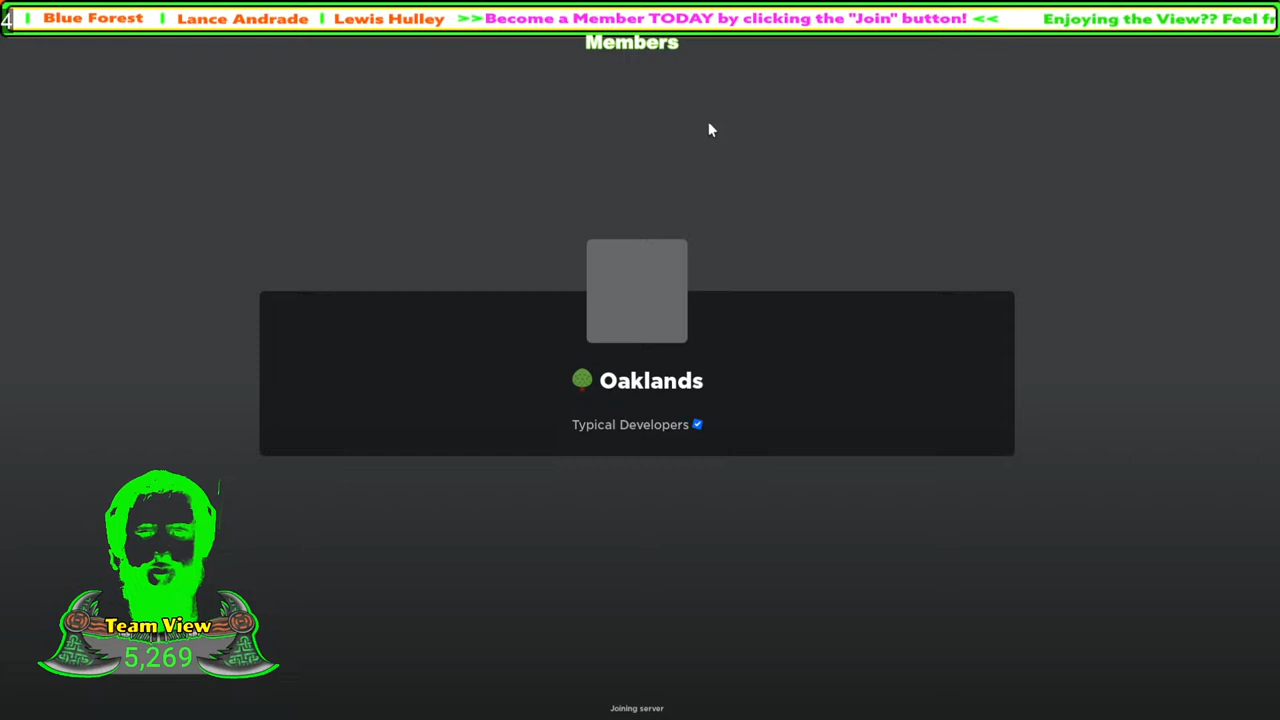 4 | Blue Forest | Lance Andrade | Lewis Hulley >>Become a Member TODAY by clicking the "Join" button! << Enjoying the View?? Feel fr
Members
Oaklands
Typical Developers
Team View
5,269
Joining server